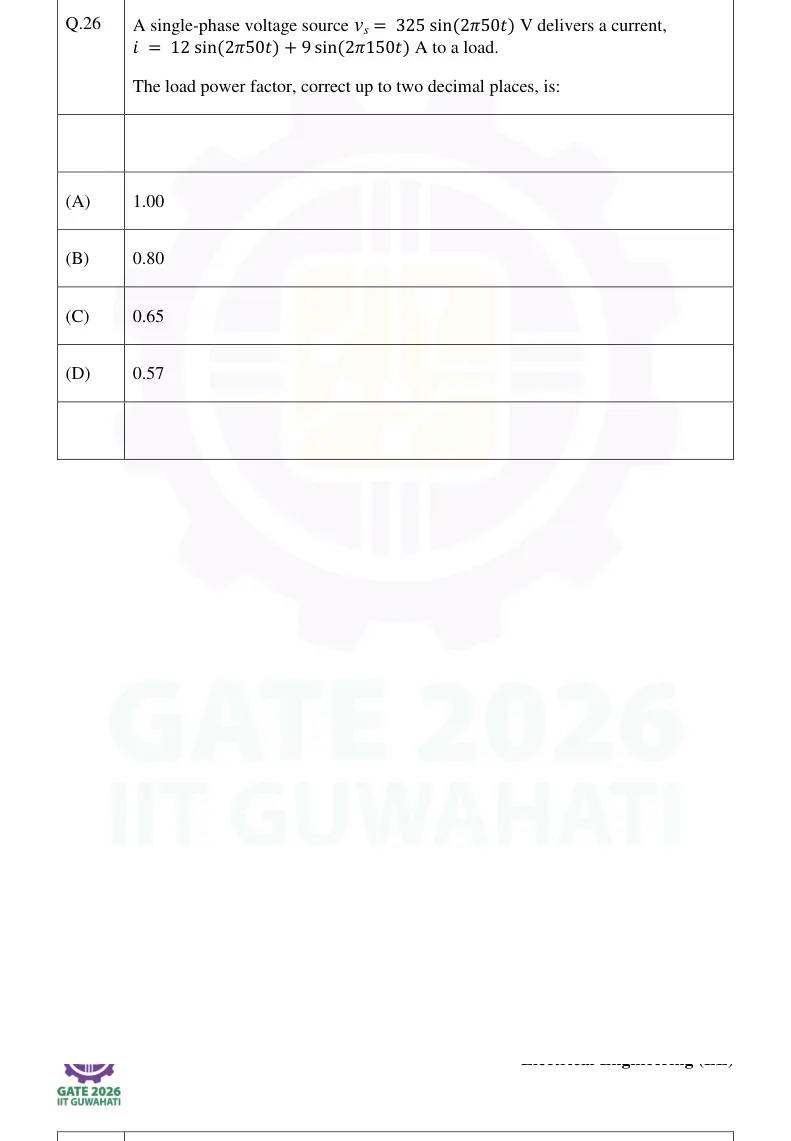 Q.26
A single-phase voltage source 𝑣ₛ = 325 sin(2𝜋50𝑡) V delivers a current,
𝑖 = 12 sin(2𝜋50𝑡) + 9 sin(2𝜋150𝑡) A to a load.
The load power factor, correct up to two decimal places, is:
(A) 1.00
(B) 0.80
(C) 0.65
(D) 0.57
GATE 2026
IIT GUWAHATI
GATE 2026
IIT GUWAHATI